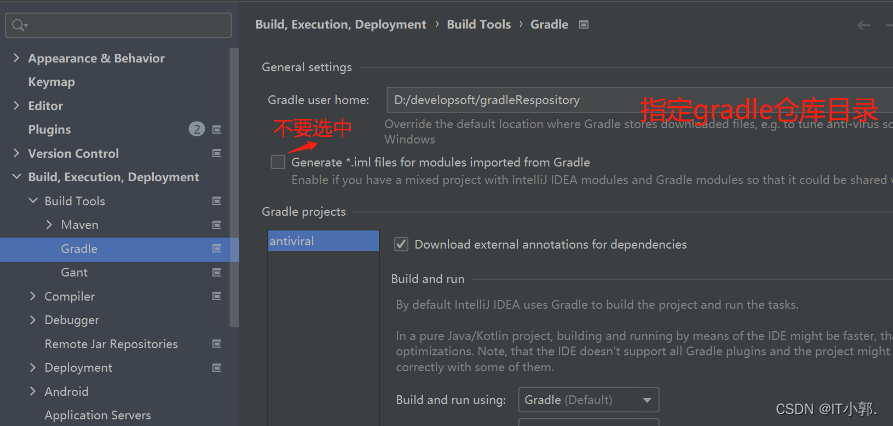 Build, Execution, Deployment › Build Tools › Gradle
Appearance & Behavior
Keymap
Editor
Plugins 2
Version Control
Build, Execution, Deployment
Build Tools
Maven
Gradle
Gant
Compiler
Debugger
Remote Jar Repositories
Deployment
Android
Application Servers
General settings
Gradle user home: D:/developsoft/gradleRespository
指定gradle仓库目录
不要选中
Override the default location where Gradle stores downloaded files, e.g. to tune anti-virus so
Windows
Generate *.iml files for modules imported from Gradle
Enable if you have a mixed project with IntelliJ IDEA modules and Gradle modules so that it could be shared
Gradle projects
antiviral
Download external annotations for dependencies
Build and run
By default IntelliJ IDEA uses Gradle to build the project and run the tasks.
In a pure Java/Kotlin project, building and running by means of the IDE might be faster, tha
optimizations. Note, that the IDE doesn't support all Gradle plugins and the project might
correctly with some of them.
Build and run using: Gradle (Default)
CSDN @IT小郭.